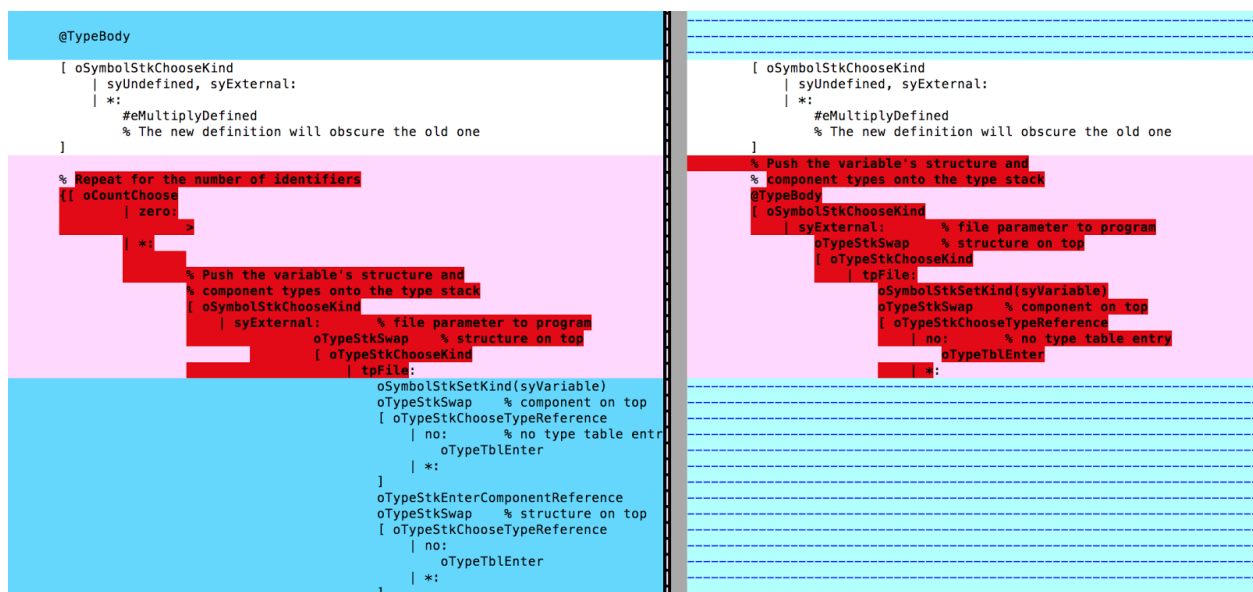 @TypeBody
[ oSymbolStkChooseKind
    | syUndefined, syExternal:
    | *:
        #eMultiplyDefined
        % The new definition will obscure the old one
]
% Repeat for the number of identifiers
{[ oCountChoose
        | zero:
                >
        | *:
                % Push the variable's structure and
                % component types onto the type stack
                [ oSymbolStkChooseKind
                    | syExternal:       % file parameter to program
                                oTypeStkSwap    % structure on top
                                [ oTypeStkChooseKind
                                    | tpFile:
                                        oSymbolStkSetKind(syVariable)
                                        oTypeStkSwap    % component on top
                                        [ oTypeStkChooseTypeReference
                                            | no:       % no type table entr
                                                oTypeTblEnter
                                            | *:
                                        ]
                                        oTypeStkEnterComponentReference
                                        oTypeStkSwap    % structure on top
                                        [ oTypeStkChooseTypeReference
                                            | no:
                                                oTypeTblEnter
                                            | *:
                                        ]
[ oSymbolStkChooseKind
    | syUndefined, syExternal:
    | *:
        #eMultiplyDefined
        % The new definition will obscure the old one
]
% Push the variable's structure and
% component types onto the type stack
@TypeBody
[ oSymbolStkChooseKind
    | syExternal:       % file parameter to program
        oTypeStkSwap    % structure on top
        [ oTypeStkChooseKind
            | tpFile:
                oSymbolStkSetKind(syVariable)
                oTypeStkSwap    % component on top
                [ oTypeStkChooseTypeReference
                    | no:       % no type table entry
                        oTypeTblEnter
                    | *: